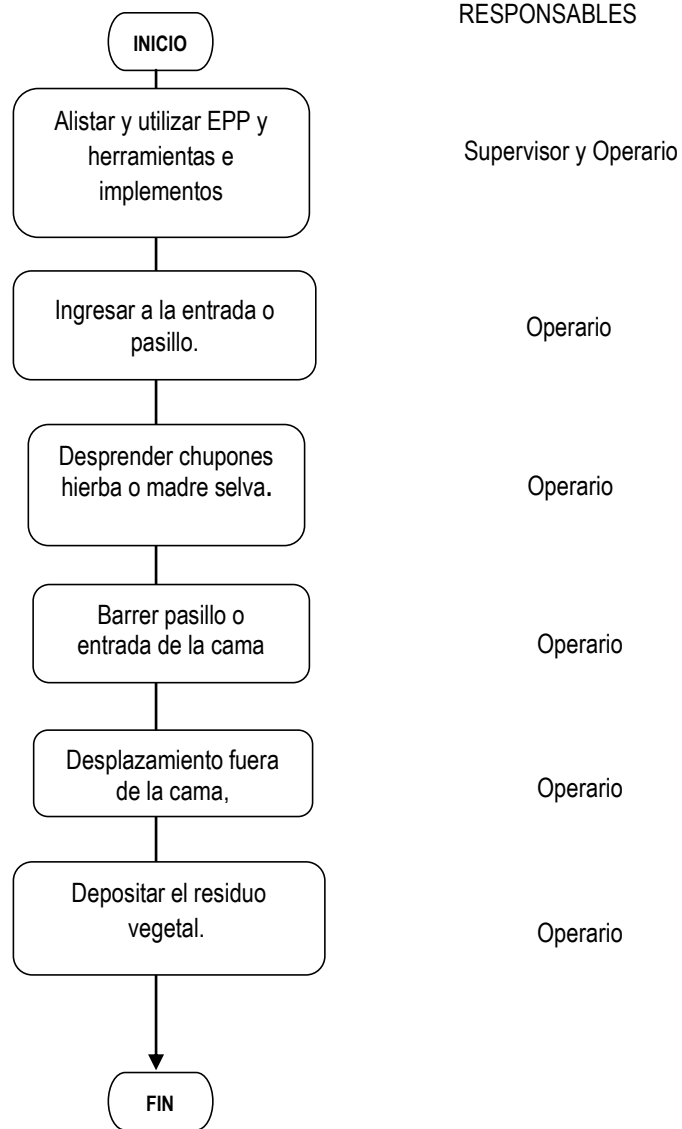 RESPONSABLES
INICIO
Alistar y utilizar EPP y
herramientas e
implementos
Supervisor y Operario
Ingresar a la entrada o
pasillo.
Operario
Desprender chupones
hierba o madre selva.
Operario
Barrer pasillo o
entrada de la cama
Operario
Desplazamiento fuera
de la cama,
Operario
Depositar el residuo
vegetal.
Operario
FIN